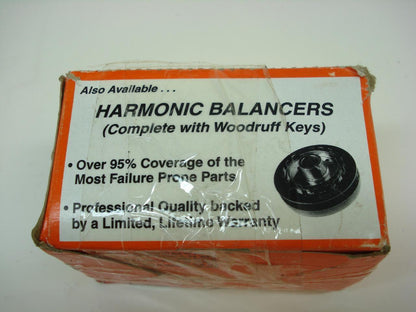 Also Available . . .
HARMONIC BALANCERS
(Complete with Woodruff Keys)
• Over 95% Coverage of the
Most Failure Prone Parts
• Professional Quality backed
by a Limited, Lifetime Warranty